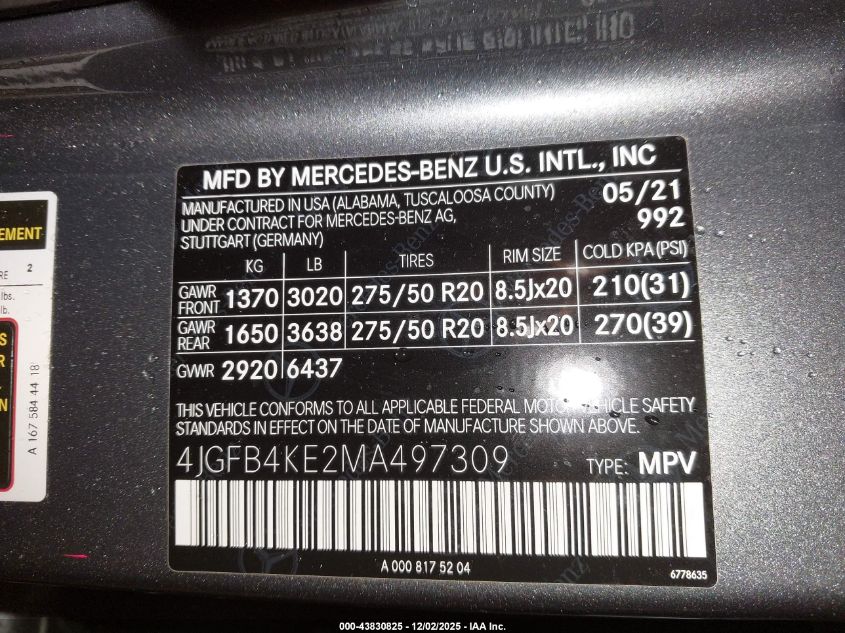 MFD BY MERCEDES-BENZ U.S. INTL., INC
MANUFACTURED IN USA (ALABAMA, TUSCALOOSA COUNTY) 05/21
UNDER CONTRACT FOR MERCEDES-BENZ AG, 992
STUTTGART (GERMANY)
KG LB TIRES RIM SIZE COLD KPA (PSI)
GAWR FRONT 1370 3020 275/50 R20 8.5Jx20 210(31)
GAWR REAR 1650 3638 275/50 R20 8.5Jx20 270(39)
GVWR 2920 6437
THIS VEHICLE CONFORMS TO ALL APPLICABLE FEDERAL MOTOR VEHICLE SAFETY
STANDARDS IN EFFECT ON THE DATE OF MANUFACTURE SHOWN ABOVE.
4JGFB4KE2MA497309 TYPE: MPV
A 000 817 52 04
6778635
EMENT
RE 2
lbs.
lb.
S
R
N
A 167 584 44 18
000-43830825 - 12/02/2025 - IAA Inc.